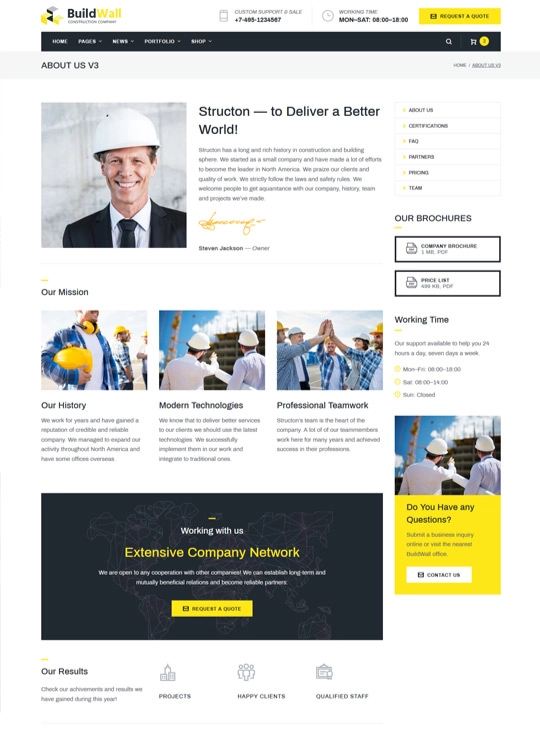 BuildWall
CONSTRUCTION COMPANY
CUSTOM SUPPORT & SALE
+7-495-1234567
WORKING TIME
MON–SAT: 08:00–18:00
REQUEST A QUOTE
HOME PAGES NEWS PORTFOLIO SHOP
ABOUT US V3
HOME / ABOUT US V3
Structon — to Deliver a Better
World!
Structon has a long and rich history in construction and building
sphere. We started as a small company and have made a lot of efforts
to become the leader in North America. We praize our clients and
quality of work. We strictly follow the laws and safety rules. We
welcome people to get aquantance with our company, history, team
and projects we've made.
Steven Jackson — Owner
ABOUT US
CERTIFICATIONS
FAQ
PARTNERS
PRICING
TEAM
OUR BROCHURES
COMPANY BROCHURE
1 MB, PDF
PRICE LIST
499 KB, PDF
Working Time
Our support available to help you 24
hours a day, seven days a week.
Mon–Fri: 08:00–18:00
Sat: 08:00–14:00
Sun: Closed
Do You Have any
Questions?
Submit a business inquiry
online or visit the nearest
BuildWall office.
CONTACT US
Our Mission
Our History
We work for years and have gained a
reputation of credible and reliable
company. We managed to expand our
activity throughout North America and
have some offices overseas.
Modern Technologies
We know that to deliver better services
to our clients we should use the latest
technologies. We successfully
implement them in our work and
integrate to traditional ones.
Professional Teamwork
Structon's team is the heart of the
company. A lot of our teammembers
work here for many years and achieved
success in their professions.
Working with us
Extensive Company Network
We are open to any cooperation with other companies! We can establish long-term and
mutually beneficial relations and become reliable partners.
REQUEST A QUOTE
Our Results
Check our achivements and results we
have gained during this year!
PROJECTS
HAPPY CLIENTS
QUALIFIED STAFF